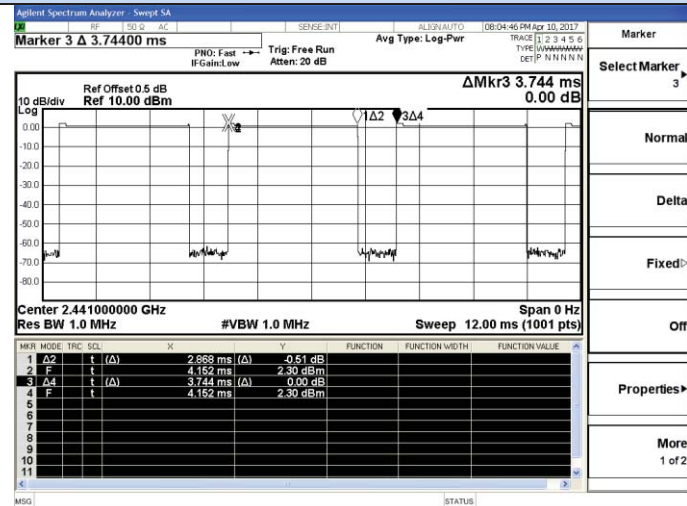 Agilent Spectrum Analyzer - Swept SA
RF 50 Ω AC SENSE:INT ALIGN AUTO 08:04:46 PM Apr 10, 2017
Marker 3 Δ 3.74400 ms
PNO: Fast Trig: Free Run
IFGain:Low Atten: 20 dB
Avg Type: Log-Pwr
TRACE 1 2 3 4 5 6
TYPE
DET P N N N N N
Ref Offset 0.5 dB
Ref 10.00 dBm
10 dB/div
Log
ΔMkr3 3.744 ms
0.00 dB
1Δ2 3Δ4
0.00
-10.0
-20.0
-30.0
-40.0
-50.0
-60.0
-70.0
-80.0
Center 2.441000000 GHz Span 0 Hz
Res BW 1.0 MHz #VBW 1.0 MHz Sweep 12.00 ms (1001 pts)
MKR MODE TRC SCL X Y FUNCTION FUNCTION WIDTH FUNCTION VALUE
1 Δ2 t (Δ) 2.868 ms (Δ) -0.51 dB
2 F t 4.152 ms 2.30 dBm
3 Δ4 t (Δ) 3.744 ms (Δ) 0.00 dB
4 F t 4.152 ms 2.30 dBm
5
6
7
8
9
10
11
MSG STATUS
Marker
Select Marker
3
Normal
Delta
Fixed
Off
Properties
More
1 of 2